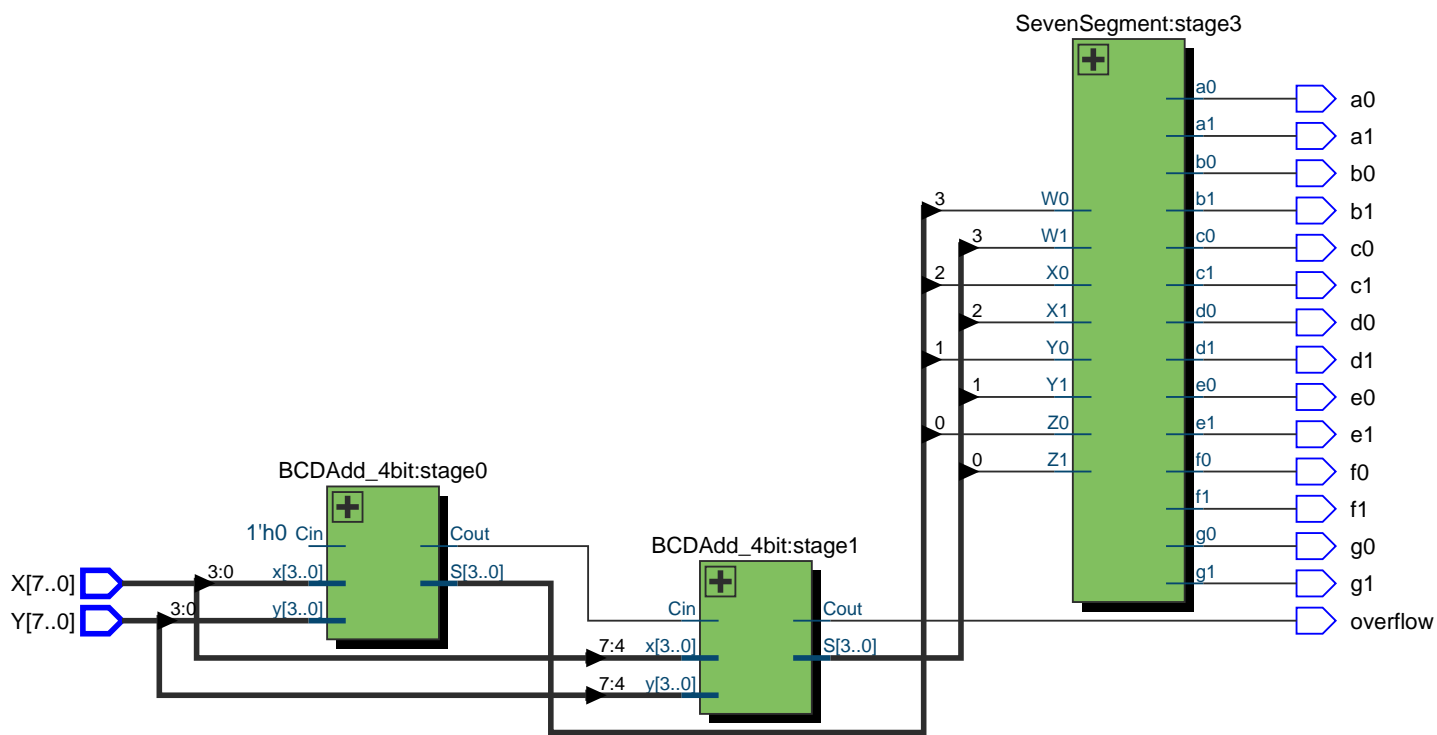 SevenSegment:stage3
a0 a0
a1 a1
b0 b0
3 W0 b1 b1
3 W1 c0 c0
2 X0 c1 c1
2 X1 d0 d0
1 Y0 d1 d1
1 Y1 e0 e0
0 Z0 e1 e1
0 Z1 f0 f0
f1 f1
g0 g0
g1 g1
BCDAdd_4bit:stage0
1'h0 Cin Cout
X[7..0] 3:0 x[3..0] S[3..0]
Y[7..0] 3:0 y[3..0]
BCDAdd_4bit:stage1
Cin Cout overflow
7:4 x[3..0] S[3..0]
7:4 y[3..0]